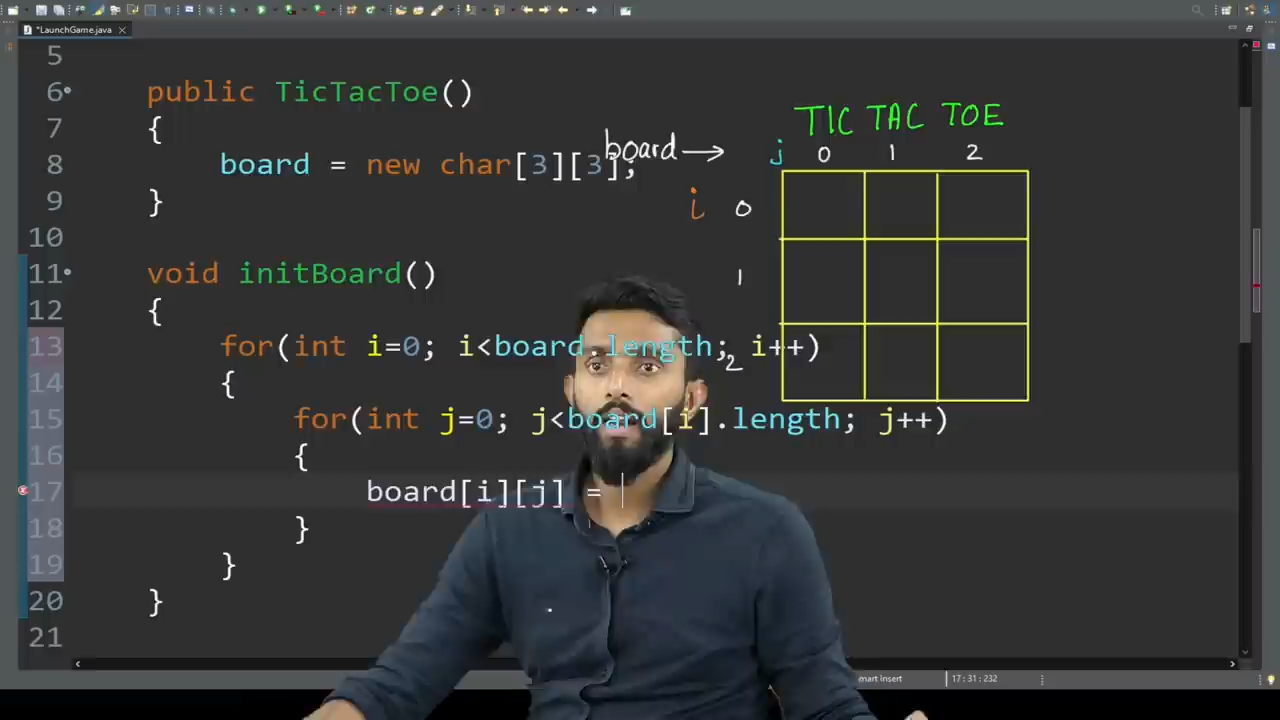 *LaunchGame.java
5
6 public TicTacToe()
7 {
8 board = new char[3][3];
9 }
10
11 void initBoard()
12 {
13 for(int i=0; i<board.length; i++)
14 {
15 for(int j=0; j<board[i].length; j++)
16 {
17 board[i][j] =
18 }
19 }
20 }
21
TIC TAC TOE
board → j 0 1 2
i 0
1
2
mart Insert 17:31:232